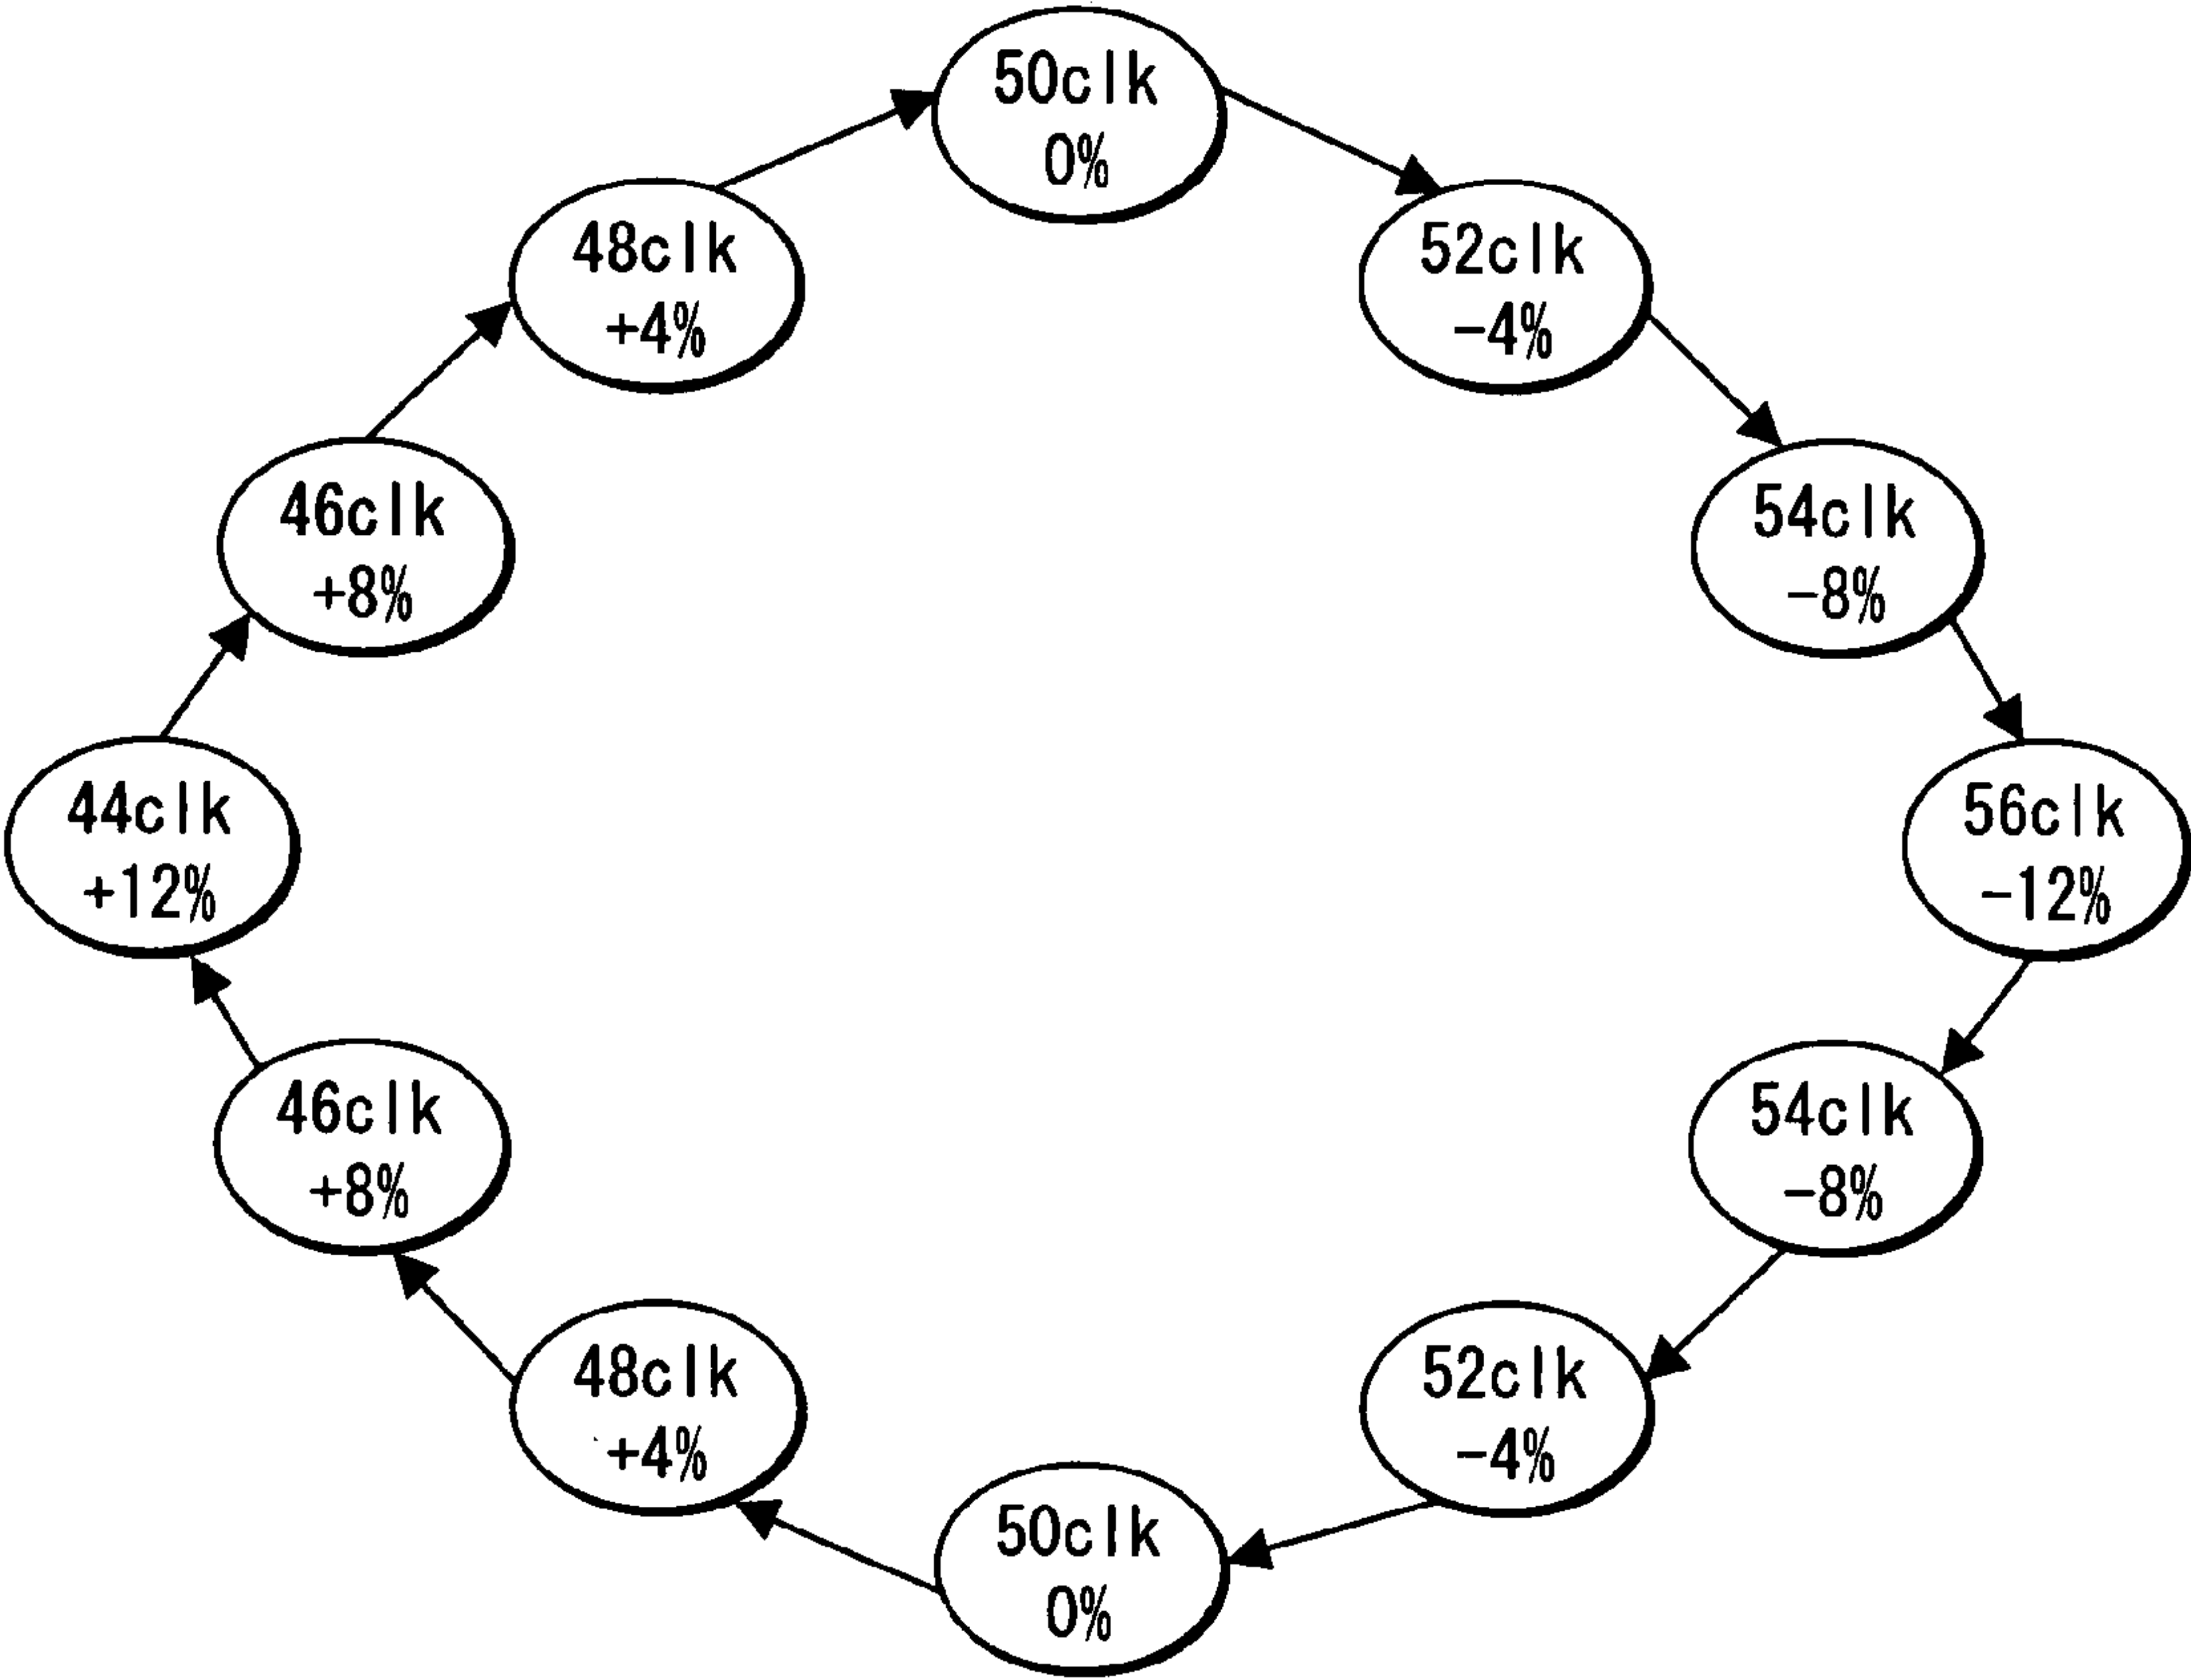 50clk
0%
48clk
+4%
52clk
-4%
46clk
+8%
54clk
-8%
44clk
+12%
56clk
-12%
46clk
+8%
54clk
-8%
48clk
+4%
52clk
-4%
50clk
0%